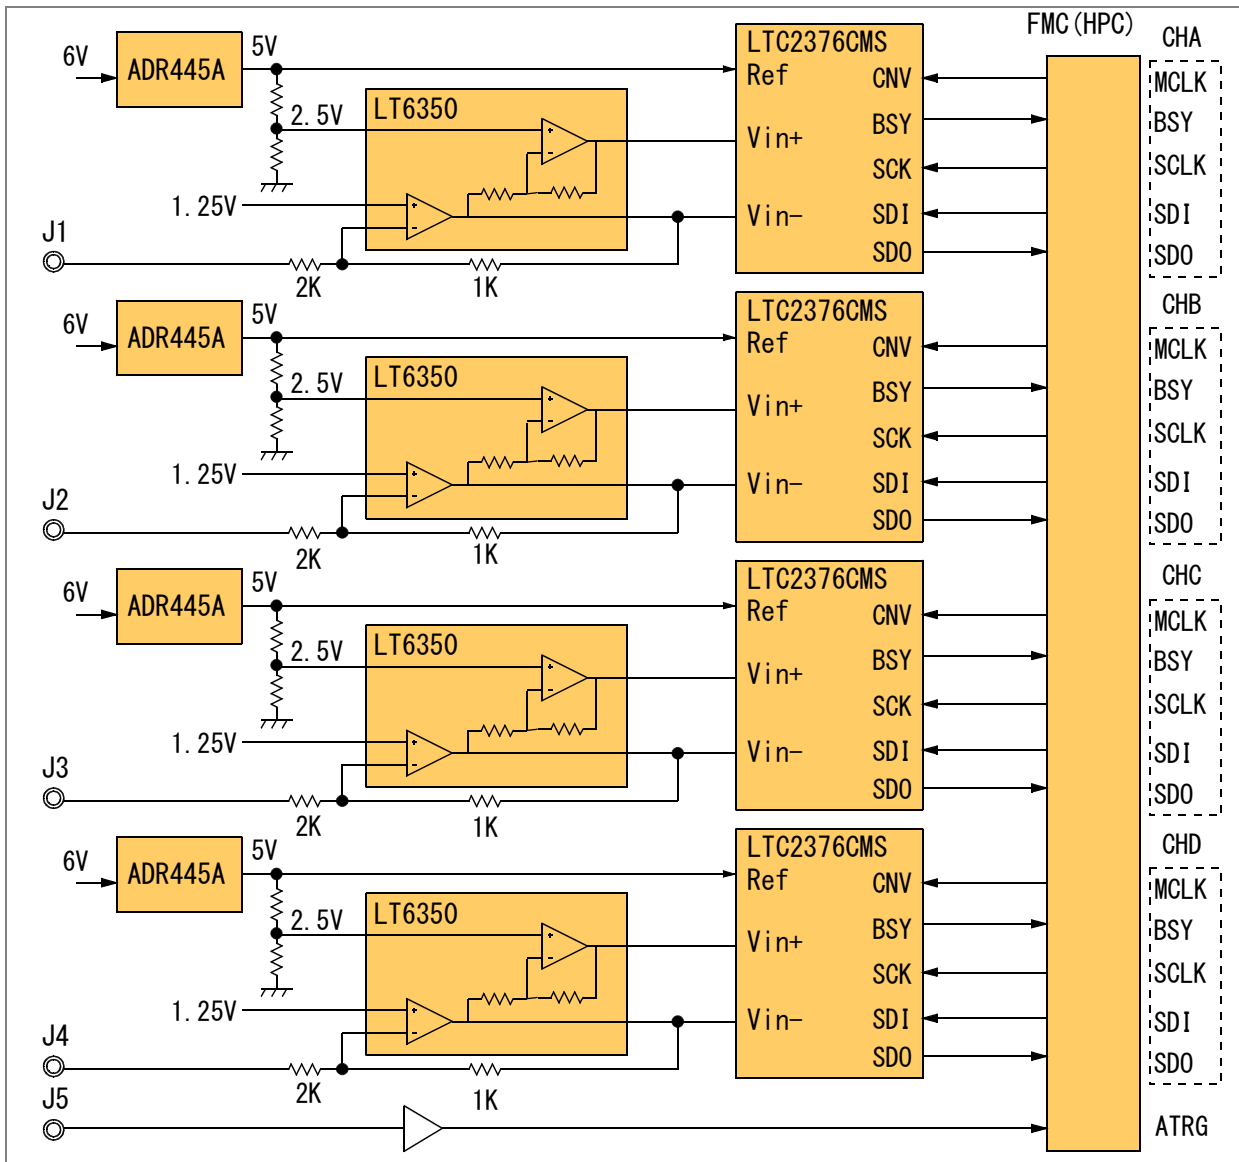 FMC(HPC)
6V
ADR445A
5V
2.5V
LT6350
1.25V
J1
2K
1K
LTC2376CMS
Ref
Vin+
Vin-
CNV
BSY
SCK
SDI
SDO
CHA
MCLK
BSY
SCLK
SDI
SDO
6V
ADR445A
5V
2.5V
LT6350
1.25V
J2
2K
1K
LTC2376CMS
Ref
Vin+
Vin-
CNV
BSY
SCK
SDI
SDO
CHB
MCLK
BSY
SCLK
SDI
SDO
6V
ADR445A
5V
2.5V
LT6350
1.25V
J3
2K
1K
LTC2376CMS
Ref
Vin+
Vin-
CNV
BSY
SCK
SDI
SDO
CHC
MCLK
BSY
SCLK
SDI
SDO
6V
ADR445A
5V
2.5V
LT6350
1.25V
J4
2K
1K
LTC2376CMS
Ref
Vin+
Vin-
CNV
BSY
SCK
SDI
SDO
CHD
MCLK
BSY
SCLK
SDI
SDO
J5
ATRG